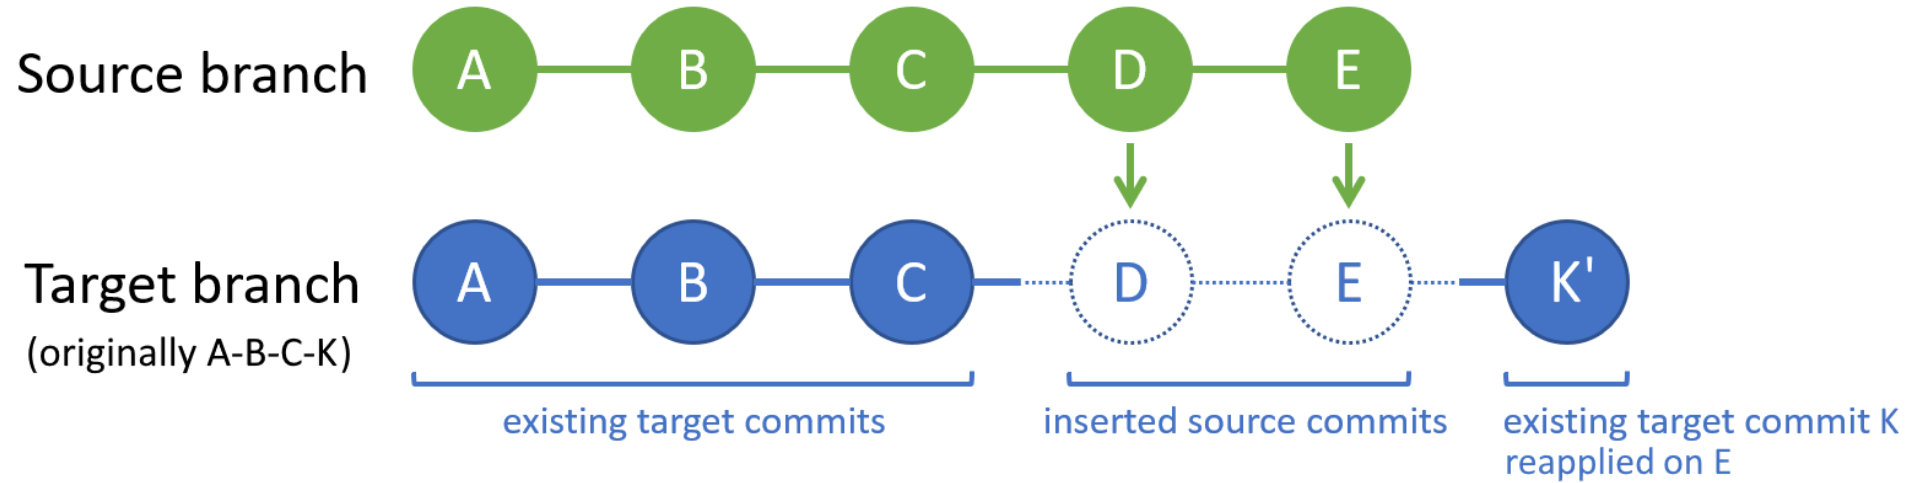 Source branch
A B C D E
Target branch
(originally A-B-C-K)
A B C D E K'
existing target commits
inserted source commits
existing target commit K
reapplied on E